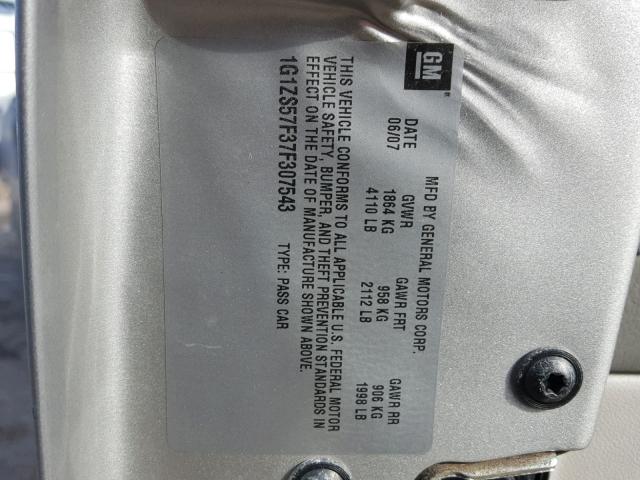 GM
MFD BY GENERAL MOTORS CORP.
DATE GVWR GAWR FRT GAWR RR
06/07 1864 KG 958 KG 906 KG
4110 LB 2112 LB 1998 LB
THIS VEHICLE CONFORMS TO ALL APPLICABLE U.S. FEDERAL MOTOR
VEHICLE SAFETY, BUMPER, AND THEFT PREVENTION STANDARDS IN
EFFECT ON THE DATE OF MANUFACTURE SHOWN ABOVE.
1G1ZS57F37F307543 TYPE: PASS CAR